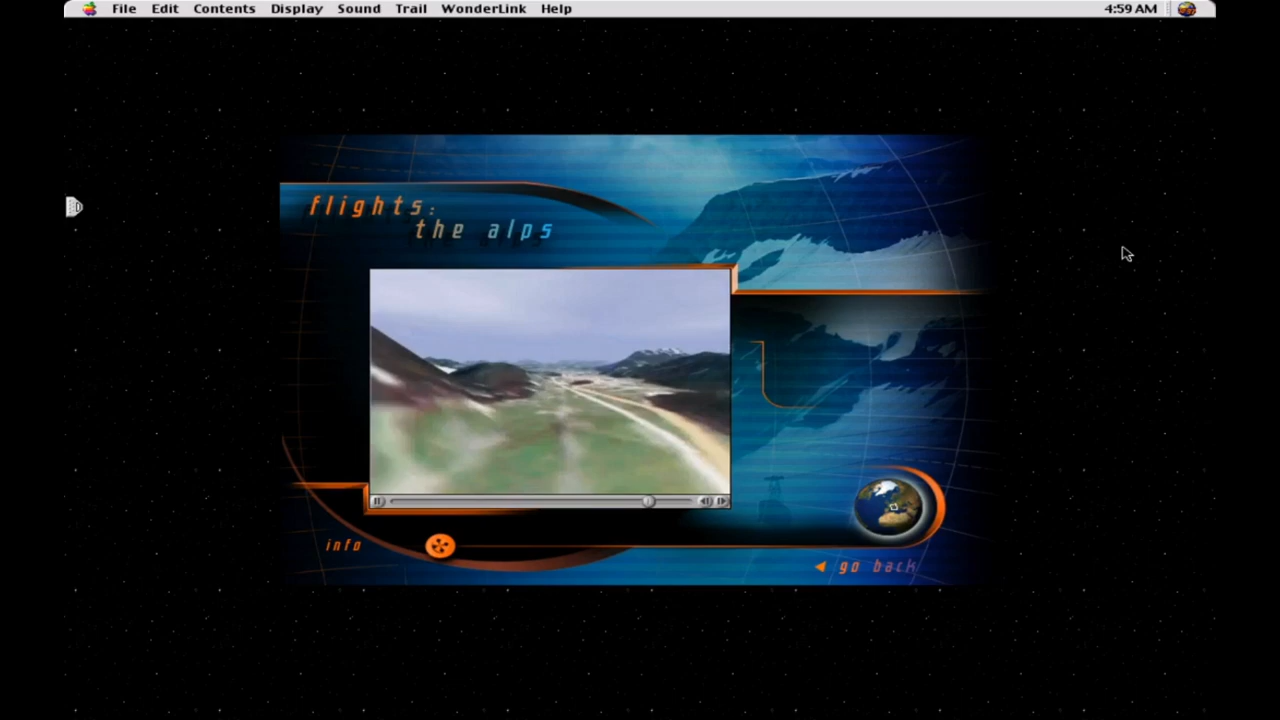 File Edit Contents Display Sound Trail WonderLink Help 4:59 AM
flights:
the alps
info
go back